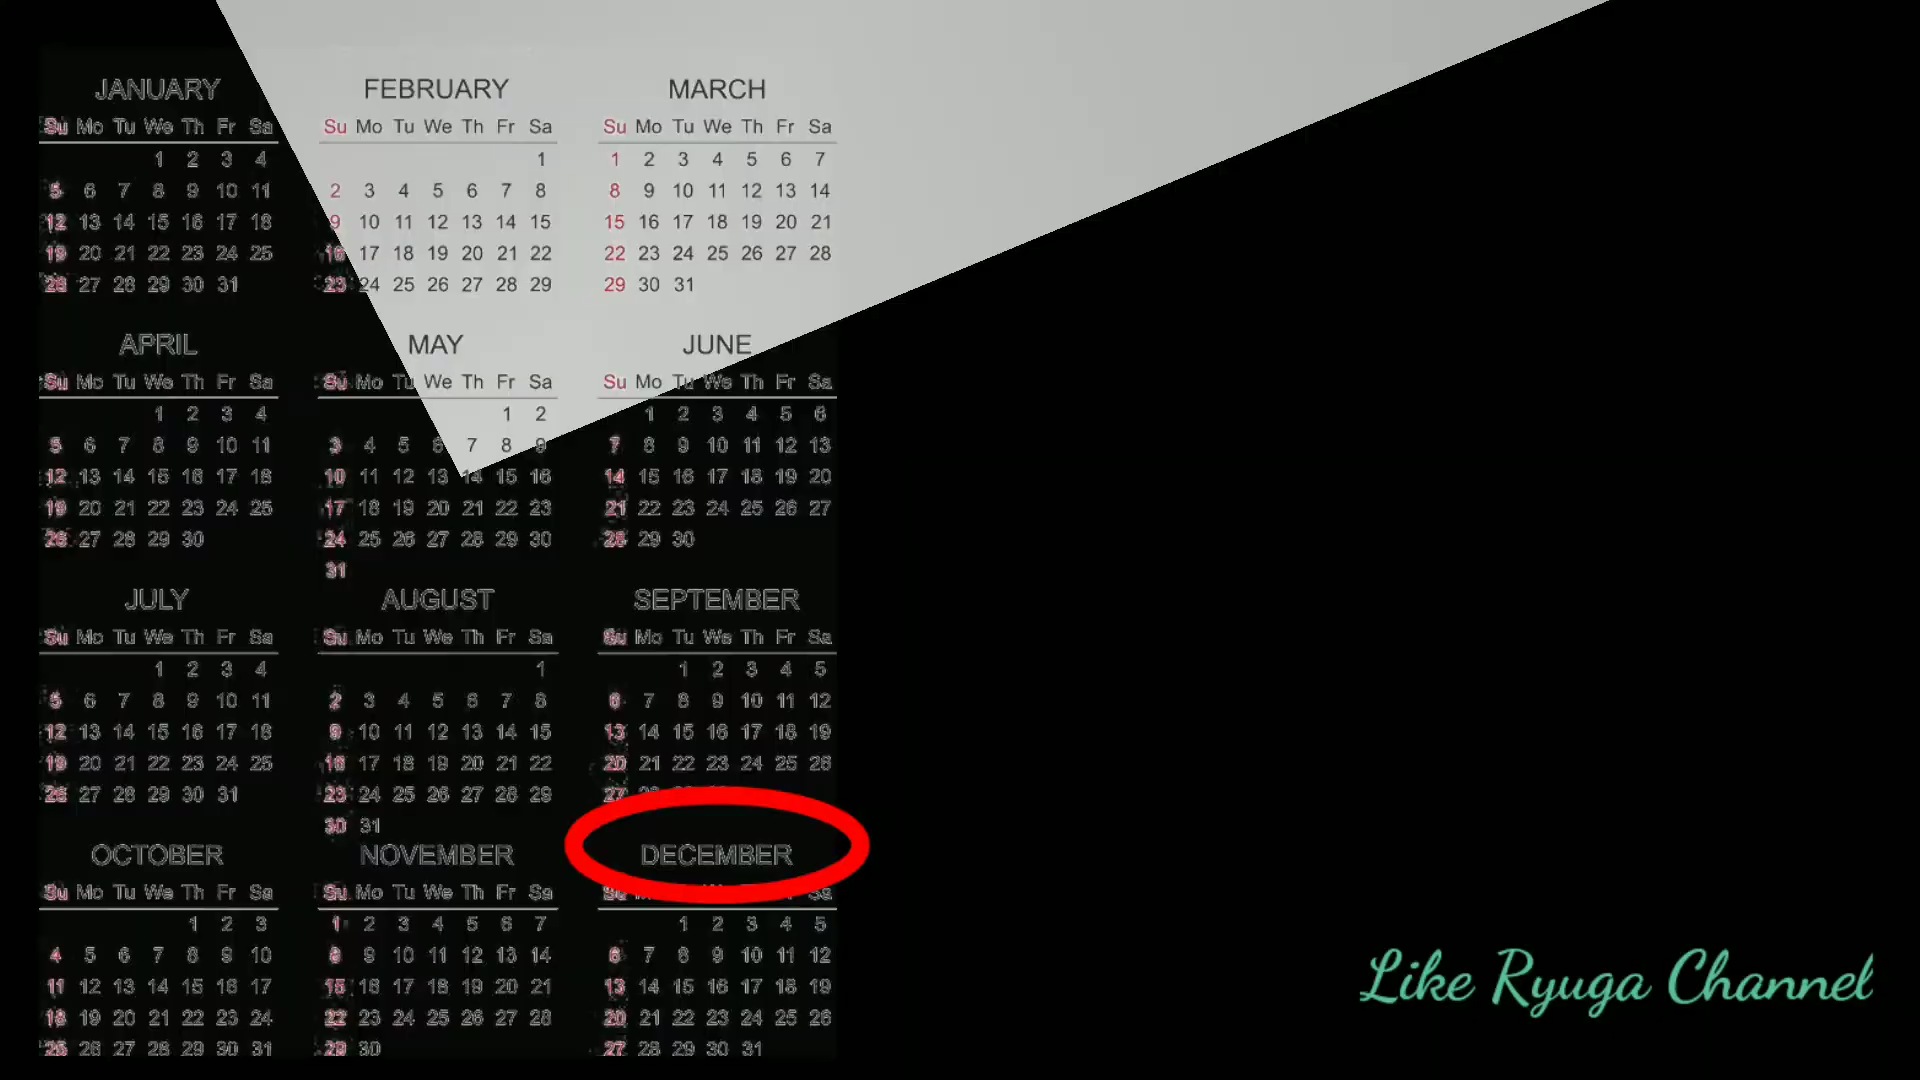 JANUARY FEBRUARY MARCH
Su Mo Tu We Th Fr Sa Su Mo Tu We Th Fr Sa Su Mo Tu We Th Fr Sa
1 2 3 4 1 1 2 3 4 5 6 7
5 6 7 8 9 10 11 2 3 4 5 6 7 8 8 9 10 11 12 13 14
12 13 14 15 16 17 18 9 10 11 12 13 14 15 15 16 17 18 19 20 21
19 20 21 22 23 24 25 16 17 18 19 20 21 22 22 23 24 25 26 27 28
26 27 28 29 30 31 23 24 25 26 27 28 29 29 30 31
APRIL MAY JUNE
Su Mo Tu We Th Fr Sa Su Mo Tu We Th Fr Sa Su Mo Tu We Th Fr Sa
1 2 3 4 1 2 1 2 3 4 5 6
5 6 7 8 9 10 11 3 4 5 6 7 8 9 7 8 9 10 11 12 13
12 13 14 15 16 17 18 10 11 12 13 14 15 16 14 15 16 17 18 19 20
19 20 21 22 23 24 25 17 18 19 20 21 22 23 21 22 23 24 25 26 27
26 27 28 29 30 24 25 26 27 28 29 30 28 29 30
31
JULY AUGUST SEPTEMBER
Su Mo Tu We Th Fr Sa Su Mo Tu We Th Fr Sa Su Mo Tu We Th Fr Sa
1 2 3 4 1 1 2 3 4 5
5 6 7 8 9 10 11 2 3 4 5 6 7 8 6 7 8 9 10 11 12
12 13 14 15 16 17 18 9 10 11 12 13 14 15 13 14 15 16 17 18 19
19 20 21 22 23 24 25 16 17 18 19 20 21 22 20 21 22 23 24 25 26
26 27 28 29 30 31 23 24 25 26 27 28 29 27
30 31
OCTOBER NOVEMBER DECEMBER
Su Mo Tu We Th Fr Sa Su Mo Tu We Th Fr Sa Su Sa
1 2 3 1 2 3 4 5 6 7 1 2 3 4 5
4 5 6 7 8 9 10 8 9 10 11 12 13 14 6 7 8 9 10 11 12
11 12 13 14 15 16 17 15 16 17 18 19 20 21 13 14 15 16 17 18 19
18 19 20 21 22 23 24 22 23 24 25 26 27 28 20 21 22 23 24 25 26
25 26 27 28 29 30 31 29 30 27 28 29 30 31
Like Ryuga Channel